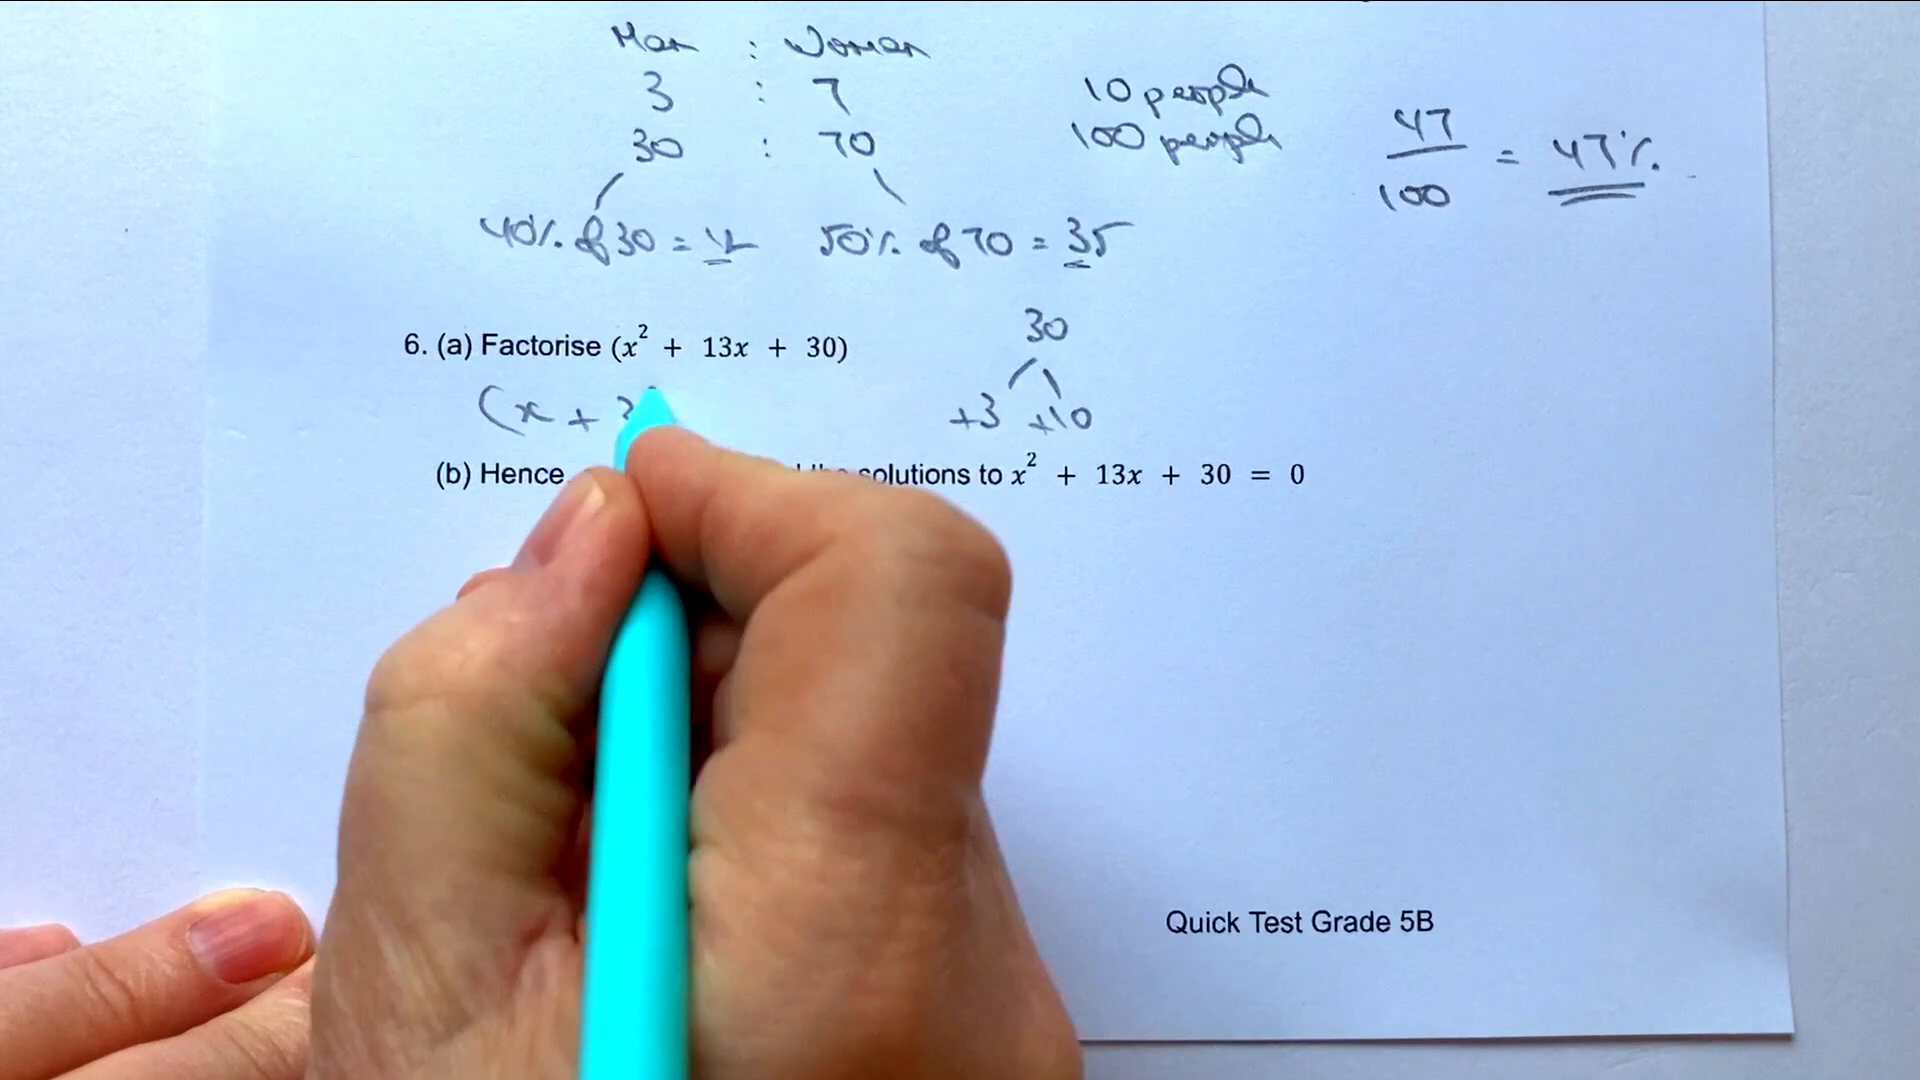 Men : Women
3 : 7 10 people
30 : 70 100 people
47
100 = 47%
40% of 30 = 12 50% of 70 = 35
6. (a) Factorise (x² + 13x + 30)
30
(x + 3
+3 +10
(b) Hence solutions to x² + 13x + 30 = 0
Quick Test Grade 5B